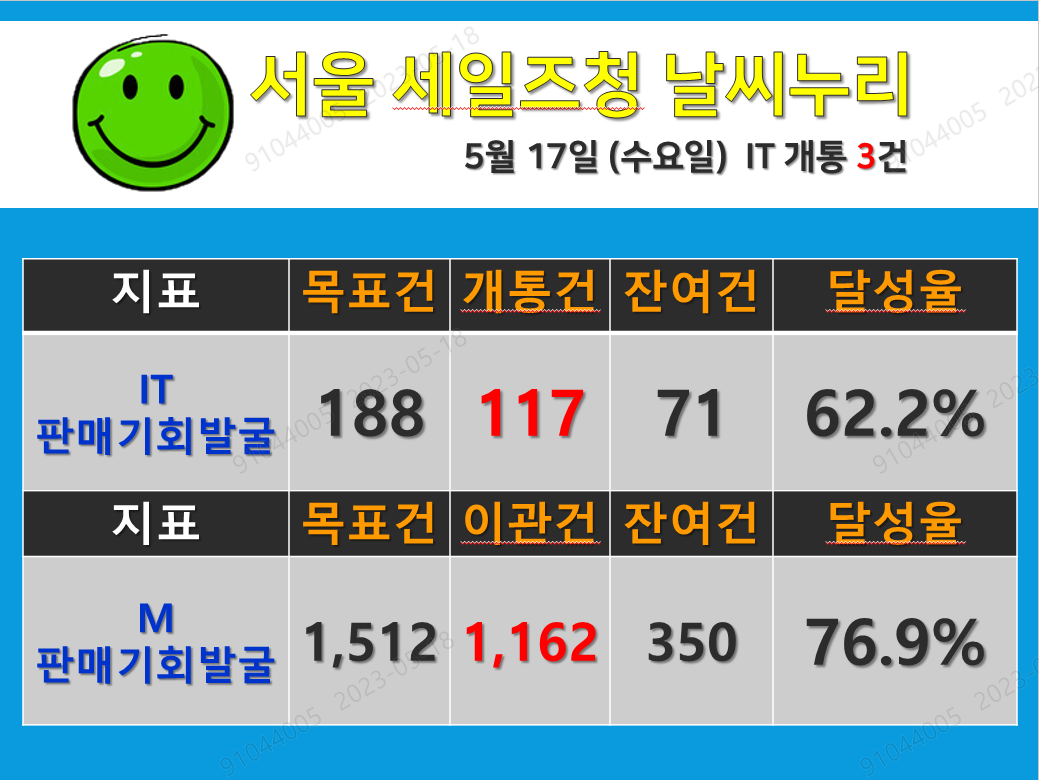 서울 세일즈청 날씨누리
5월 17일 (수요일) IT 개통 3건
지표 목표건 개통건 잔여건 달성율
IT
판매기회발굴 188 117 71 62.2%
지표 목표건 이관건 잔여건 달성율
M
판매기회발굴 1,512 1,162 350 76.9%
91044005 2023-05-18